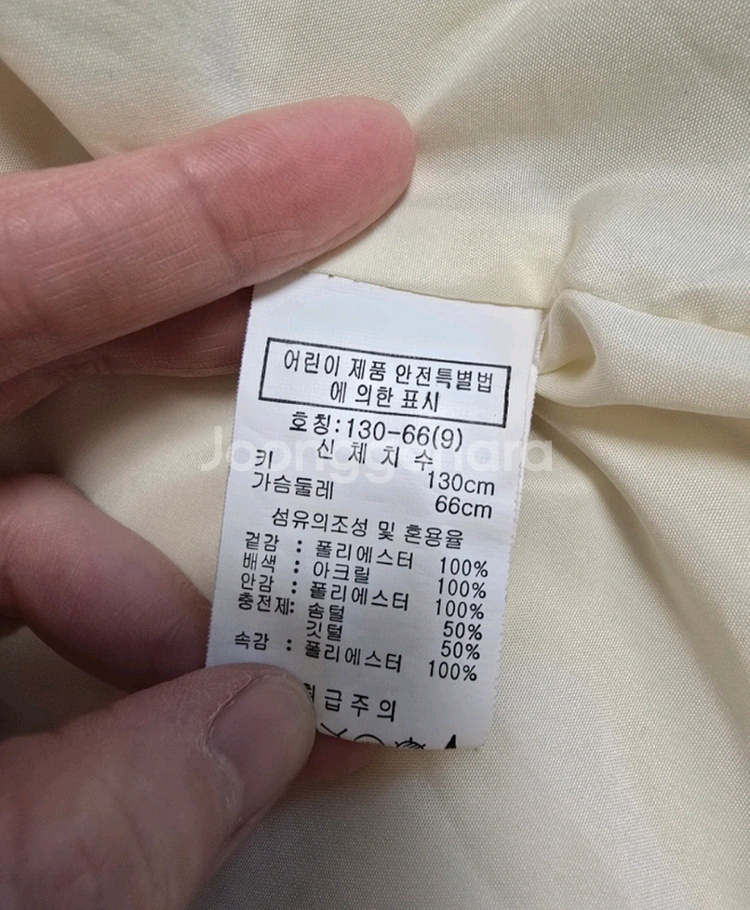 어린이 제품 안전특별법
에 의한 표시
호칭:130-66(9)
신 체 치 수
키 130cm
가슴둘레 66cm
섬유의조성 및 혼용율
겉감 : 폴리에스터 100%
배색 : 아크릴 100%
안감 : 폴리에스터 100%
충전제: 솜털 50%
깃털 50%
속감 : 폴리에스터 100%
급주의
Joonggonara